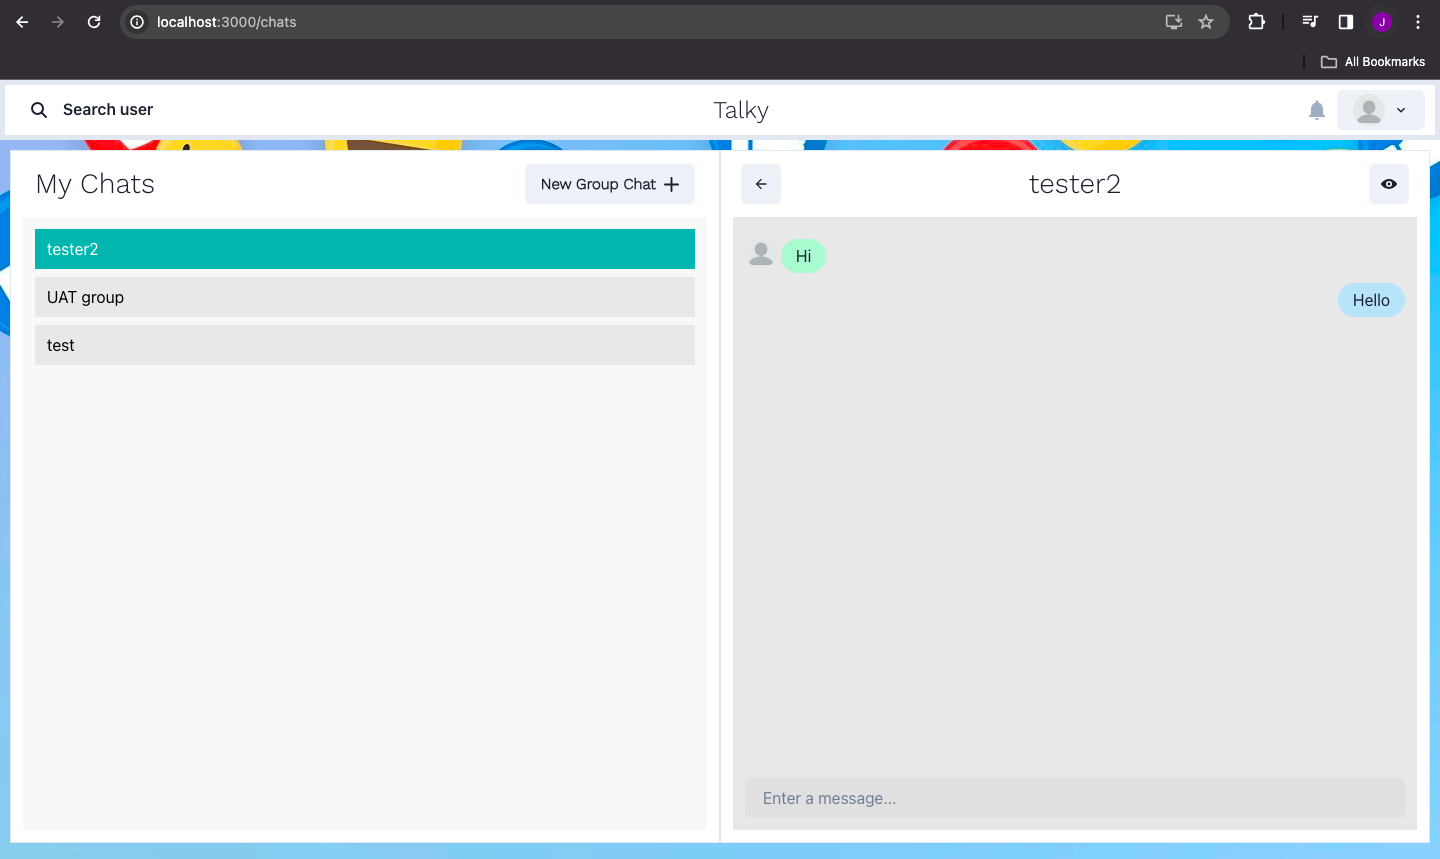 localhost:3000/chats
J
All Bookmarks
Search user
Talky
My Chats
New Group Chat
tester2
tester2
UAT group
test
Hi
Hello
Enter a message...